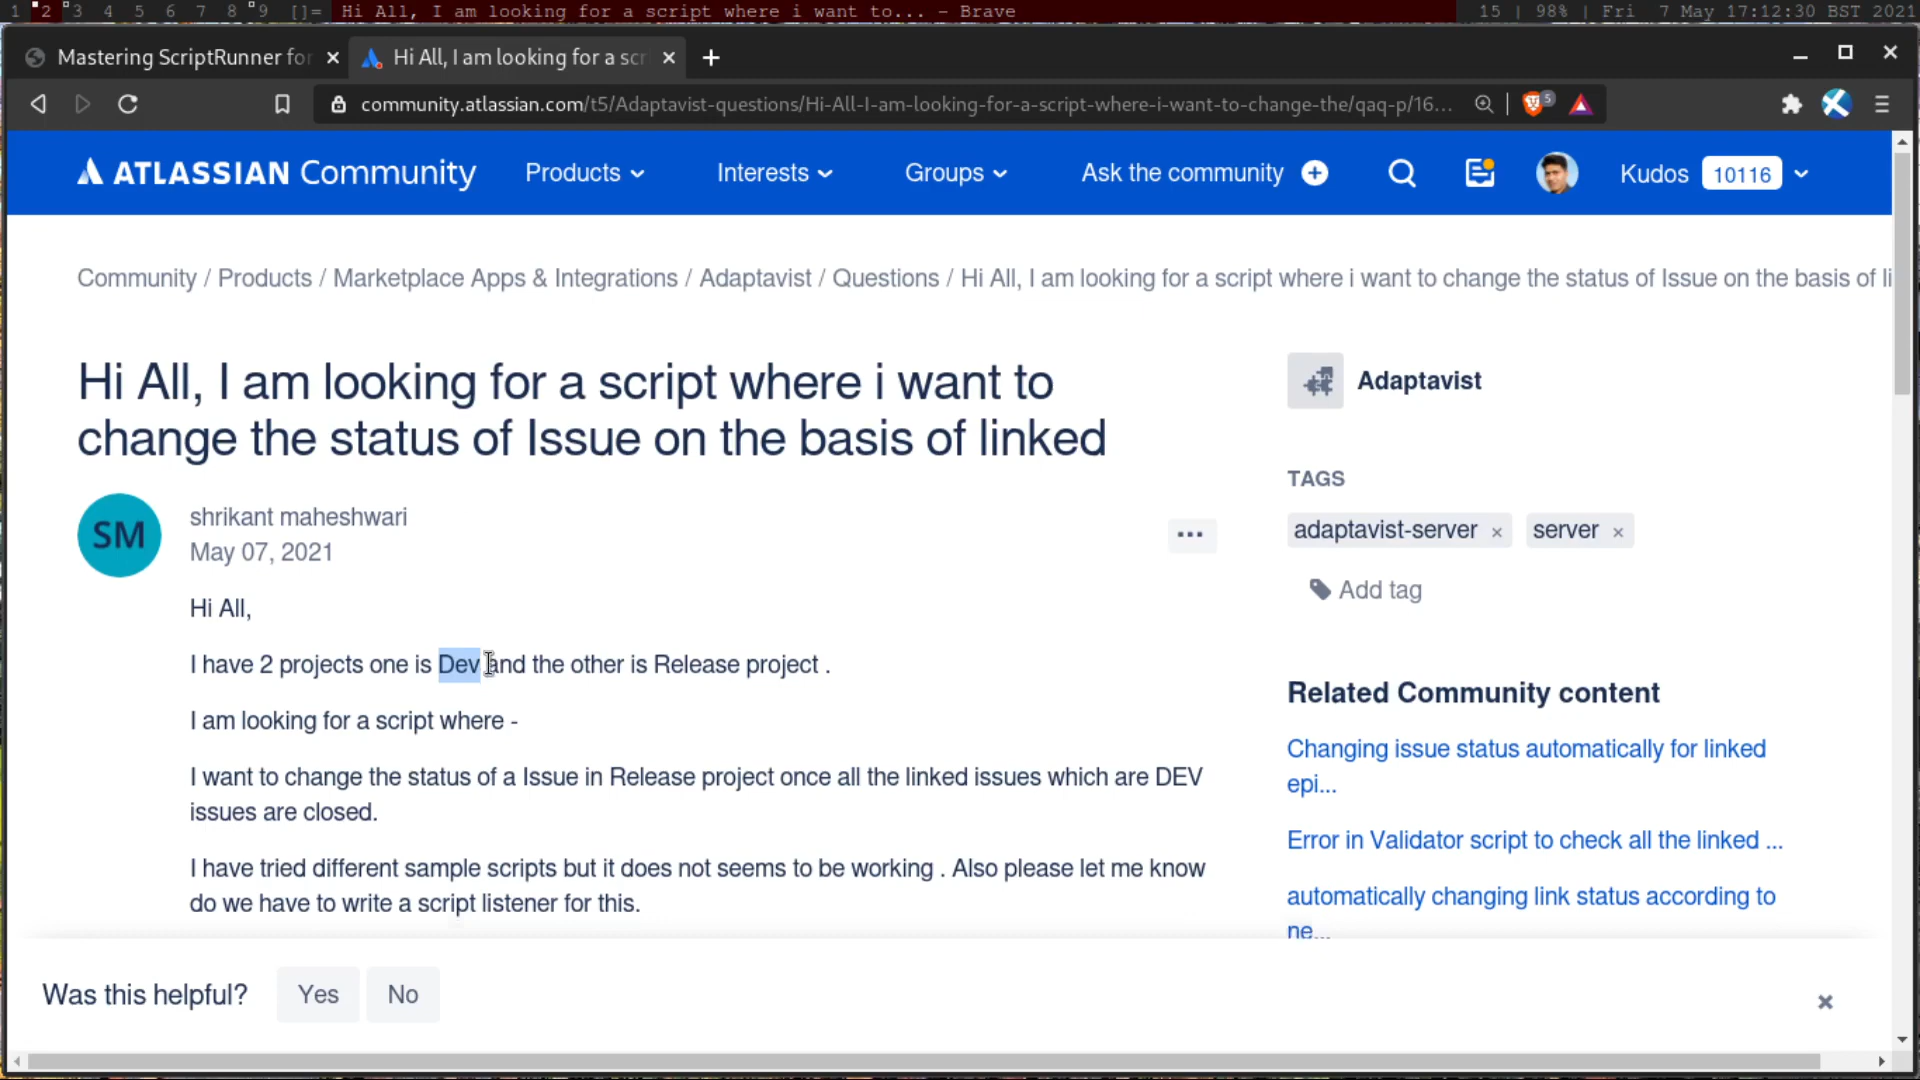 1 2 3 4 5 6 7 8 9 []= Hi All, I am looking for a script where i want to... - Brave 15 | 98% | Fri 7 May 17:12:30 BST 2021
Mastering ScriptRunner for
Hi All, I am looking for a scr
community.atlassian.com/t5/Adaptavist-questions/Hi-All-I-am-looking-for-a-script-where-i-want-to-change-the/qaq-p/16... 5
ATLASSIAN Community Products Interests Groups Ask the community Kudos 10116
Community / Products / Marketplace Apps & Integrations / Adaptavist / Questions / Hi All, I am looking for a script where i want to change the status of Issue on the basis of li
Hi All, I am looking for a script where i want to
change the status of Issue on the basis of linked
SM
shrikant maheshwari
May 07, 2021
...
Hi All,
I have 2 projects one is Dev and the other is Release project .
I am looking for a script where -
I want to change the status of a Issue in Release project once all the linked issues which are DEV
issues are closed.
I have tried different sample scripts but it does not seems to be working . Also please let me know
do we have to write a script listener for this.
Adaptavist
TAGS
adaptavist-server × server ×
Add tag
Related Community content
Changing issue status automatically for linked
epi...
Error in Validator script to check all the linked ...
automatically changing link status according to
ne...
Was this helpful? Yes No